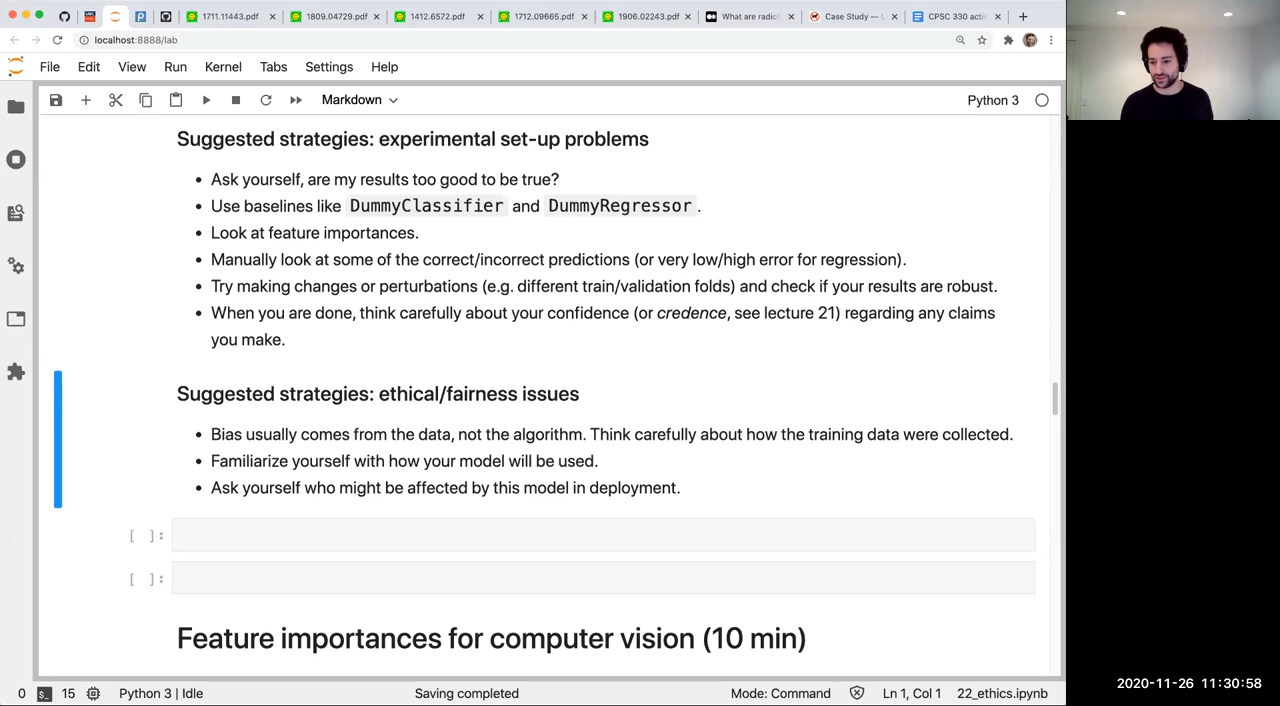 1711.11443.pdf
1809.04729.pdf
1412.6572.pdf
1712.09665.pdf
1906.02243.pdf
What are radio
Case Study —
CPSC 330 acti
localhost:8888/lab
File Edit View Run Kernel Tabs Settings Help
Markdown
Python 3
Suggested strategies: experimental set-up problems
• Ask yourself, are my results too good to be true?
• Use baselines like DummyClassifier and DummyRegressor .
• Look at feature importances.
• Manually look at some of the correct/incorrect predictions (or very low/high error for regression).
• Try making changes or perturbations (e.g. different train/validation folds) and check if your results are robust.
• When you are done, think carefully about your confidence (or credence, see lecture 21) regarding any claims
you make.
Suggested strategies: ethical/fairness issues
• Bias usually comes from the data, not the algorithm. Think carefully about how the training data were collected.
• Familiarize yourself with how your model will be used.
• Ask yourself who might be affected by this model in deployment.
[ ]:
[ ]:
Feature importances for computer vision (10 min)
0 15 Python 3 | Idle Saving completed Mode: Command Ln 1, Col 1 22_ethics.ipynb
2020-11-26 11:30:58